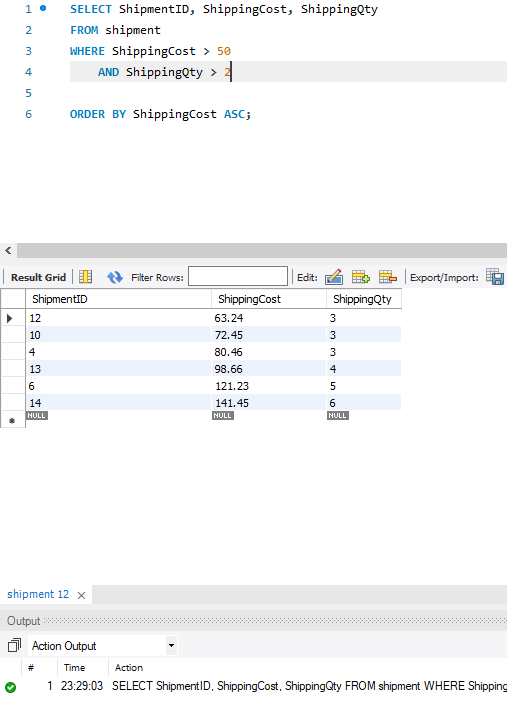 1 SELECT ShipmentID, ShippingCost, ShippingQty
2 FROM shipment
3 WHERE ShippingCost > 50
4 AND ShippingQty > 2
5
6 ORDER BY ShippingCost ASC;
Result Grid Filter Rows: Edit: Export/Import:
ShipmentID ShippingCost ShippingQty
12 63.24 3
10 72.45 3
4 80.46 3
13 98.66 4
6 121.23 5
14 141.45 6
NULL NULL NULL
shipment 12
Output
Action Output
# Time Action
1 23:29:03 SELECT ShipmentID, ShippingCost, ShippingQty FROM shipment WHERE Shipping